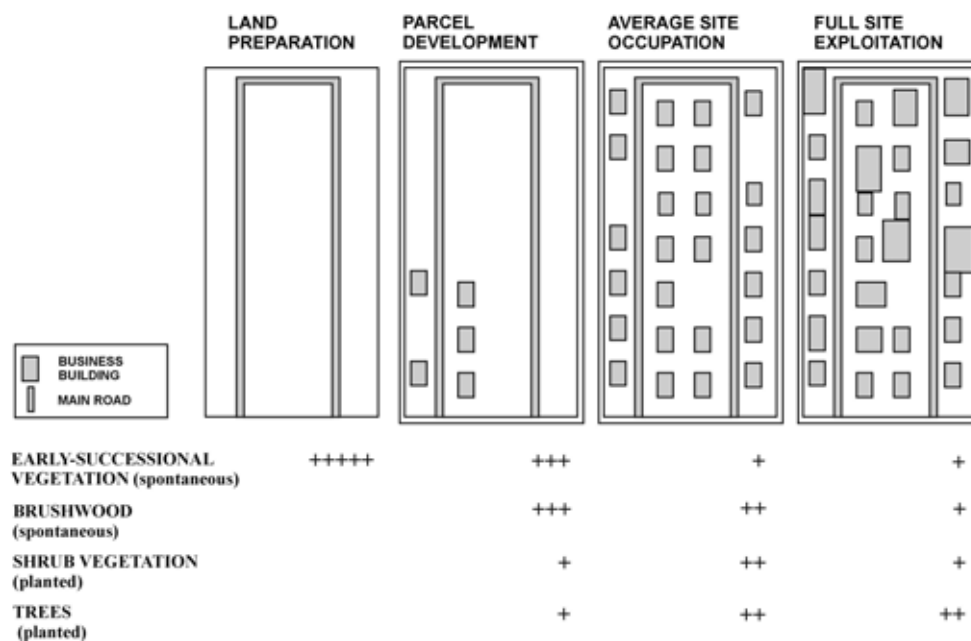 LAND
PREPARATION
PARCEL
DEVELOPMENT
AVERAGE SITE
OCCUPATION
FULL SITE
EXPLOITATION
BUSINESS
BUILDING
MAIN ROAD
EARLY-SUCCESSIONAL +++++ +++ + +
VEGETATION (spontaneous)
BRUSHWOOD +++ ++ +
(spontaneous)
SHRUB VEGETATION + ++ +
(planted)
TREES + ++ ++
(planted)